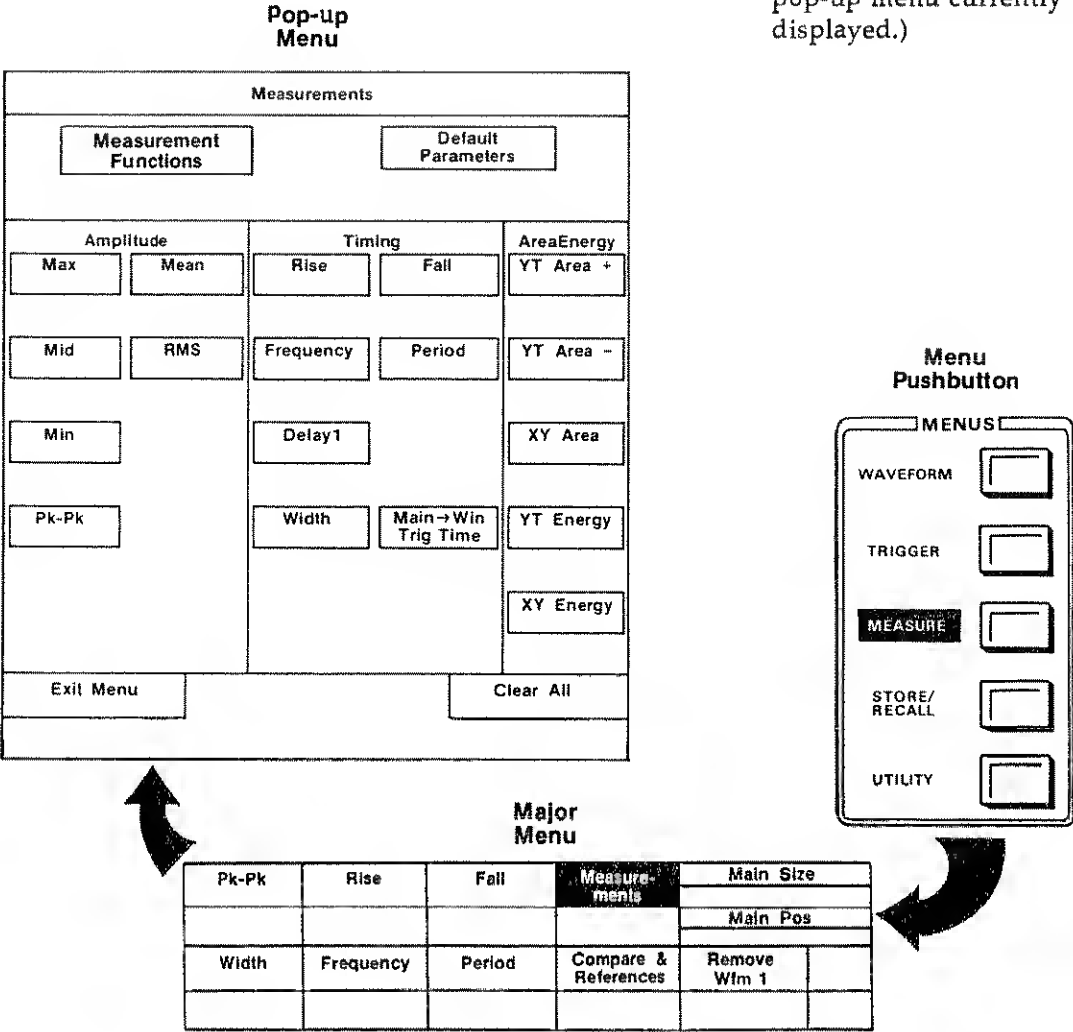 pop-up menu currently
displayed.)
Pop-up
Menu
Measurements
Measurement
Functions
Default
Parameters
Amplitude
Timing
AreaEnergy
Max
Mean
Rise
Fall
YT Area +
Mid
RMS
Frequency
Period
YT Area -
Min
Delay1
XY Area
Pk-Pk
Width
Main→Win
Trig Time
YT Energy
XY Energy
Exit Menu
Clear All
Menu
Pushbutton
MENUS
WAVEFORM
TRIGGER
MEASURE
STORE/
RECALL
UTILITY
Major
Menu
Pk-Pk
Rise
Fall
Measure-
ments
Main Size
Main Pos
Width
Frequency
Period
Compare &
References
Remove
Wfm 1